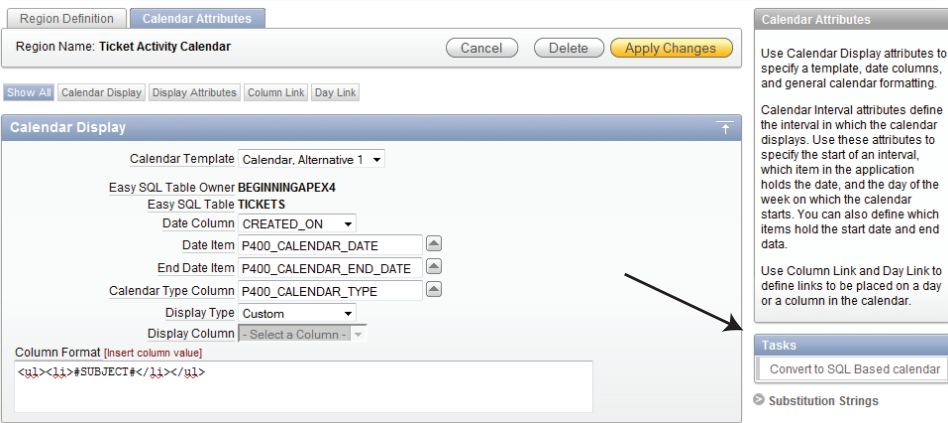 Region Definition
Calendar Attributes
Region Name: Ticket Activity Calendar
Cancel
Delete
Apply Changes
Show All
Calendar Display
Display Attributes
Column Link
Day Link
Calendar Display
Calendar Template Calendar, Alternative 1
Easy SQL Table Owner BEGINNINGAPEX4
Easy SQL Table TICKETS
Date Column CREATED_ON
Date Item P400_CALENDAR_DATE
End Date Item P400_CALENDAR_END_DATE
Calendar Type Column P400_CALENDAR_TYPE
Display Type Custom
Display Column - Select a Column -
Column Format [Insert column value]
<ul><li>#SUBJECT#</li></ul>
Calendar Attributes
Use Calendar Display attributes to
specify a template, date columns,
and general calendar formatting.
Calendar Interval attributes define
the interval in which the calendar
displays. Use these attributes to
specify the start of an interval,
which item in the application
holds the date, and the day of the
week on which the calendar
starts. You can also define which
items hold the start date and end
data.
Use Column Link and Day Link to
define links to be placed on a day
or a column in the calendar.
Tasks
Convert to SQL Based calendar
Substitution Strings